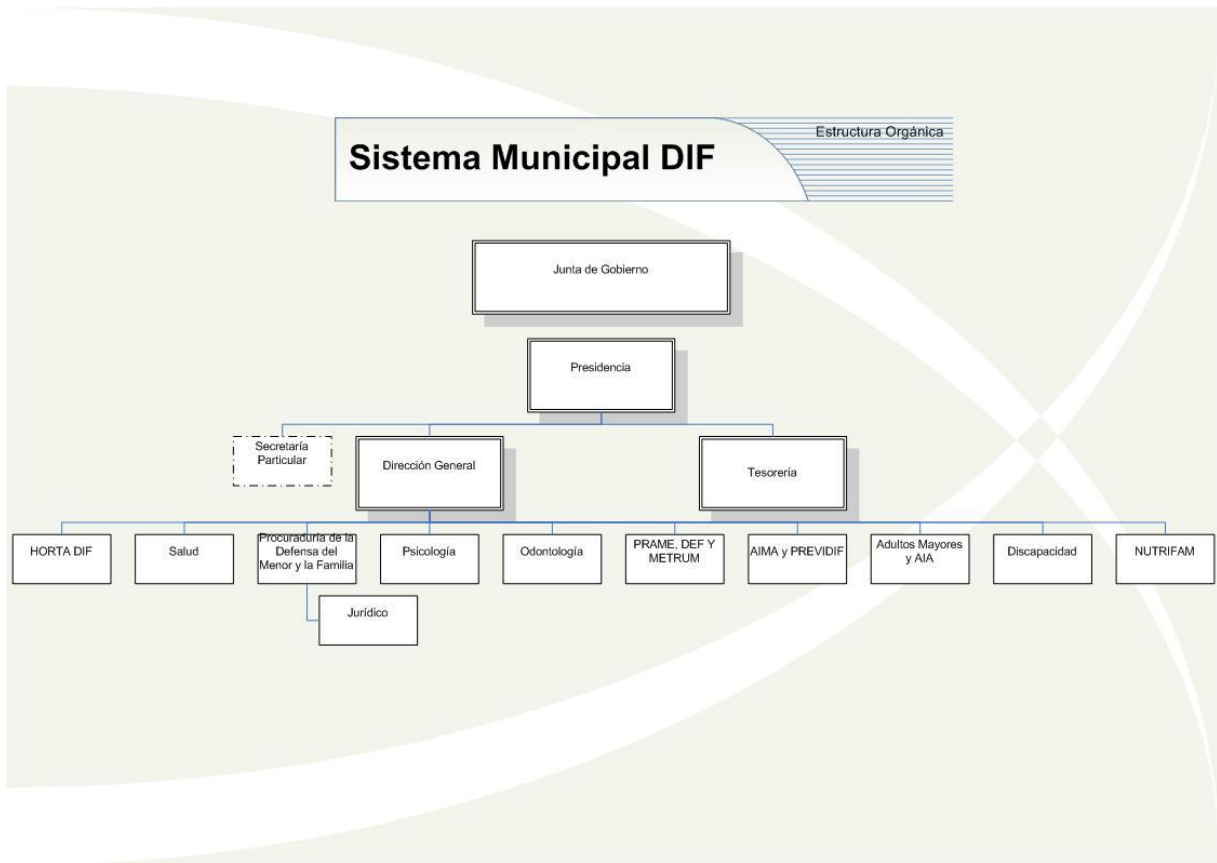 Estructura Orgánica
Sistema Municipal DIF
Junta de Gobierno
Presidencia
Secretaría
Particular
Dirección General
Tesorería
HORTA DIF
Salud
Procuraduría de la
Defensa del
Menor y la Familia
Psicología
Odontología
PRAME, DEF Y
METRUM
AIMA y PREVIDIF
Adultos Mayores
y AIA
Discapacidad
NUTRIFAM
Jurídico